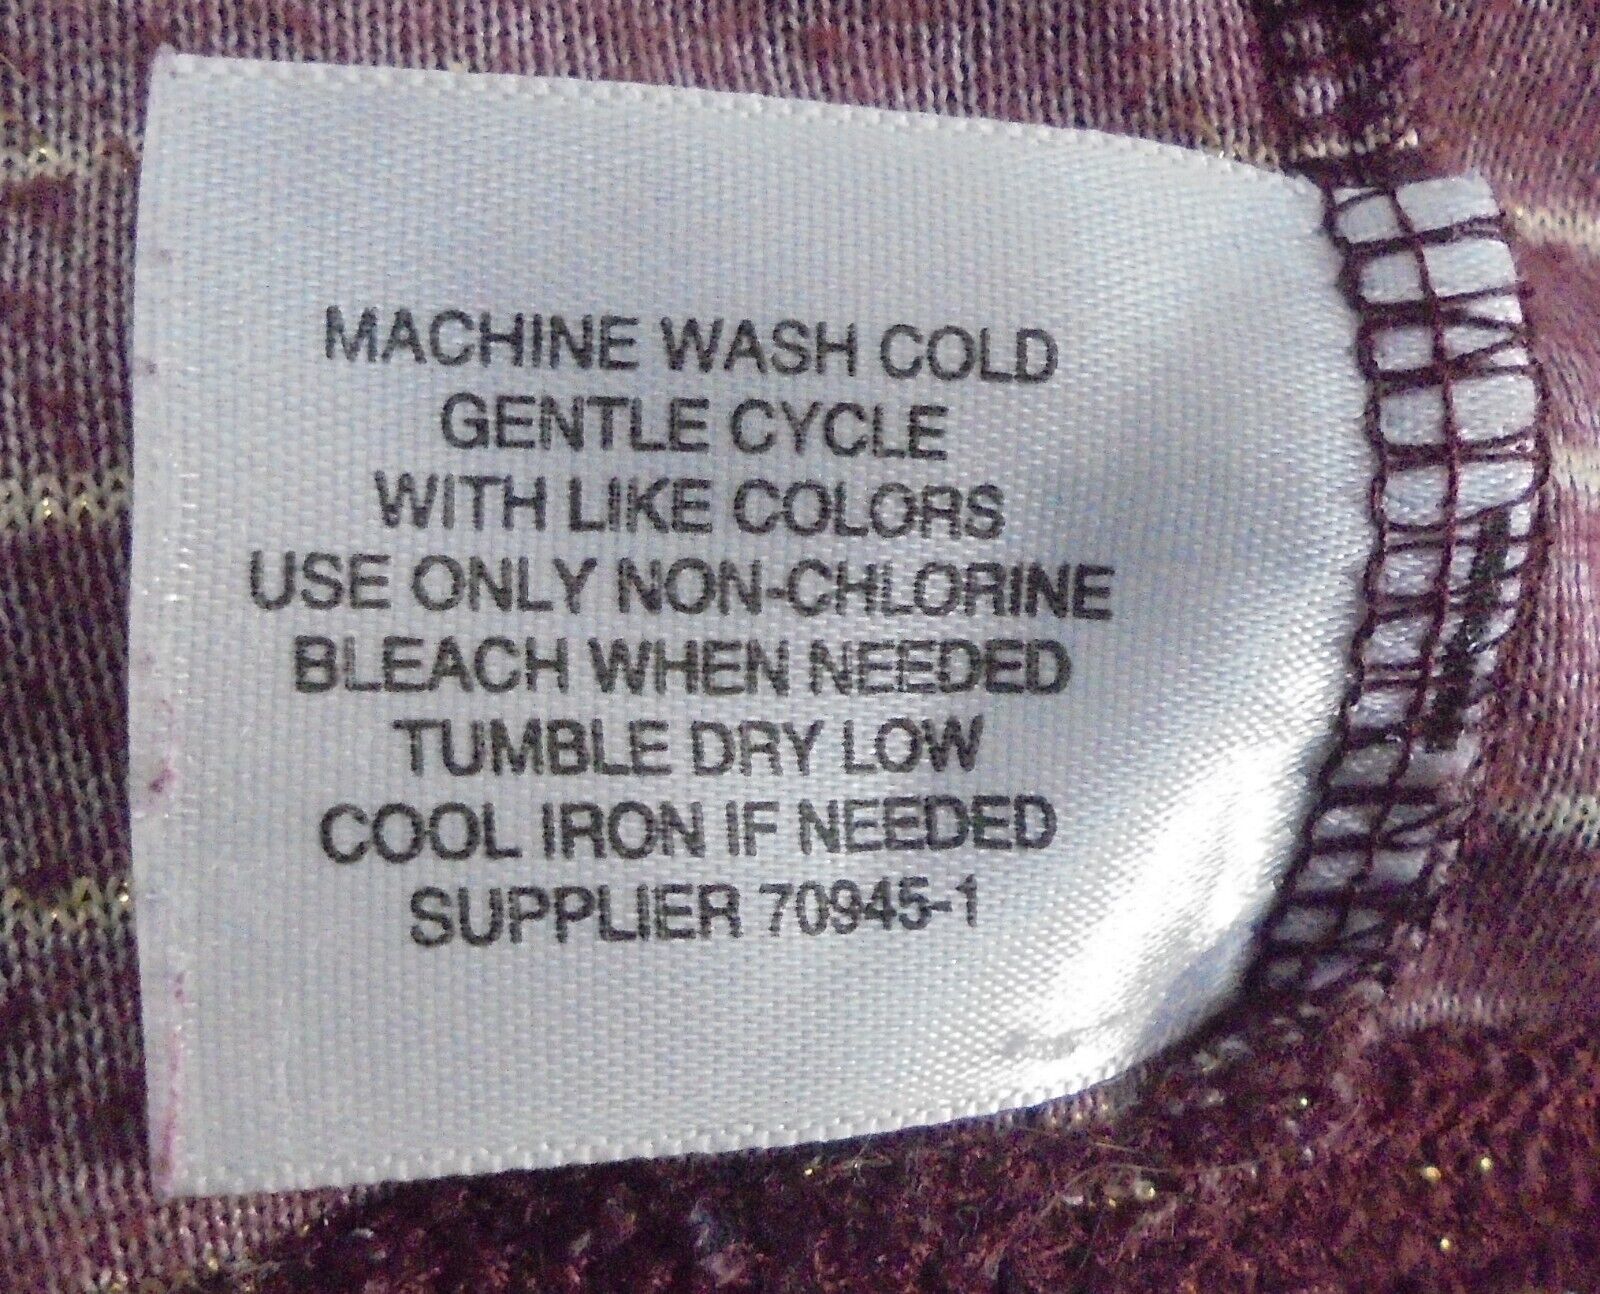 MACHINE WASH COLD
GENTLE CYCLE
WITH LIKE COLORS
USE ONLY NON-CHLORINE
BLEACH WHEN NEEDED
TUMBLE DRY LOW
COOL IRON IF NEEDED
SUPPLIER 70945-1